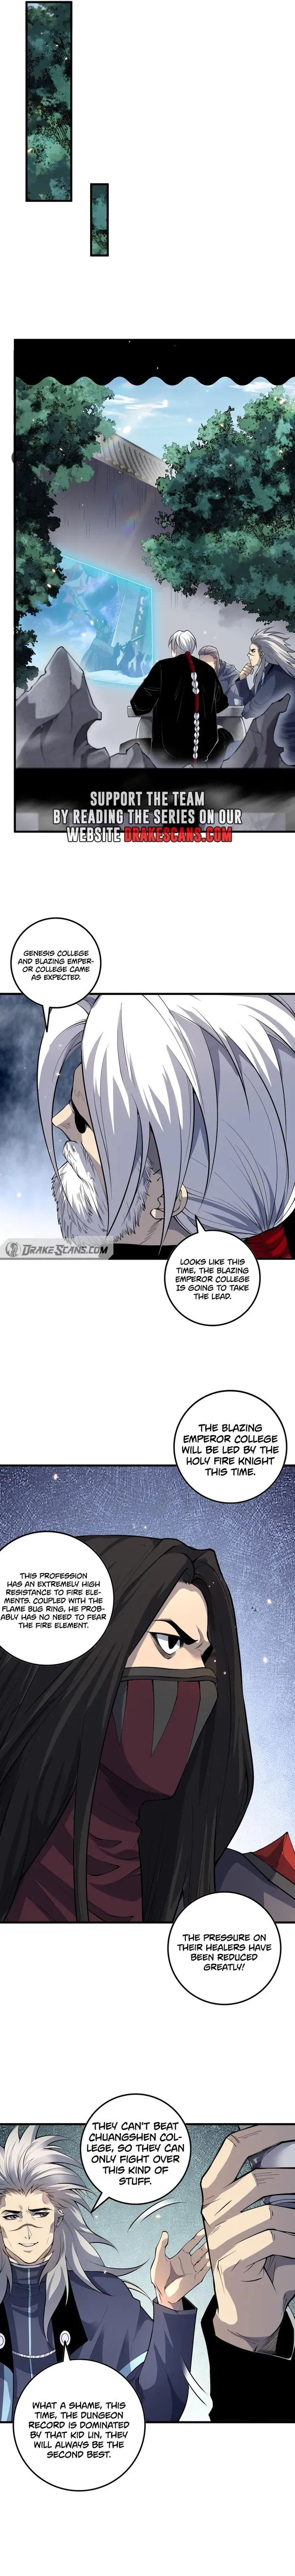 SUPPORT THE TEAM
BY READING THE SERIES ON OUR
WEBSITE DRAKESCANS.COM
GENESIS COLLEGE
AND BLAZING EMPER-
OR COLLEGE CAME
AS EXPECTED.
DRAKESCANS.COM
LOOKS LIKE THIS
TIME, THE BLAZING
EMPEROR COLLEGE
IS GOING TO TAKE
THE LEAD.
THE BLAZING
EMPEROR COLLEGE
WILL BE LED BY THE
HOLY FIRE KNIGHT
THIS TIME.
THIS PROFESSION
HAS AN EXTREMELY HIGH
RESISTANCE TO FIRE ELE-
MENTS. COUPLED WITH THE
FLAME BUG RING, HE PROB-
ABLY HAS NO NEED TO FEAR
THE FIRE ELEMENT.
THE PRESSURE ON
THEIR HEALERS HAVE
BEEN REDUCED
GREATLY!
THEY CAN'T BEAT
CHUANGSHEN COL-
LEGE, SO THEY CAN
ONLY FIGHT OVER
THIS KIND OF
STUFF.
WHAT A SHAME, THIS
TIME, THE DUNGEON
RECORD IS DOMINATED
BY THAT KID LIN, THEY
WILL ALWAYS BE THE
SECOND BEST.